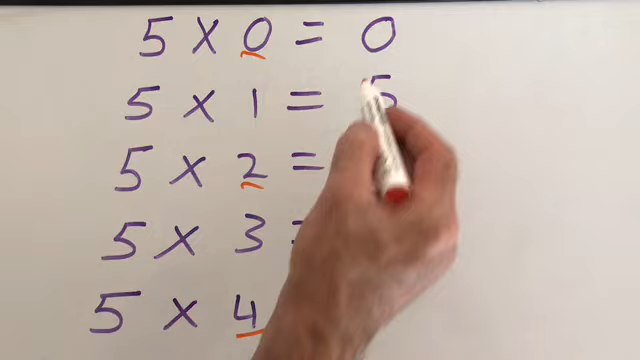 5 × 0 = 0
5 × 1 = 5
5 × 2 =
5 × 3 =
5 × 4